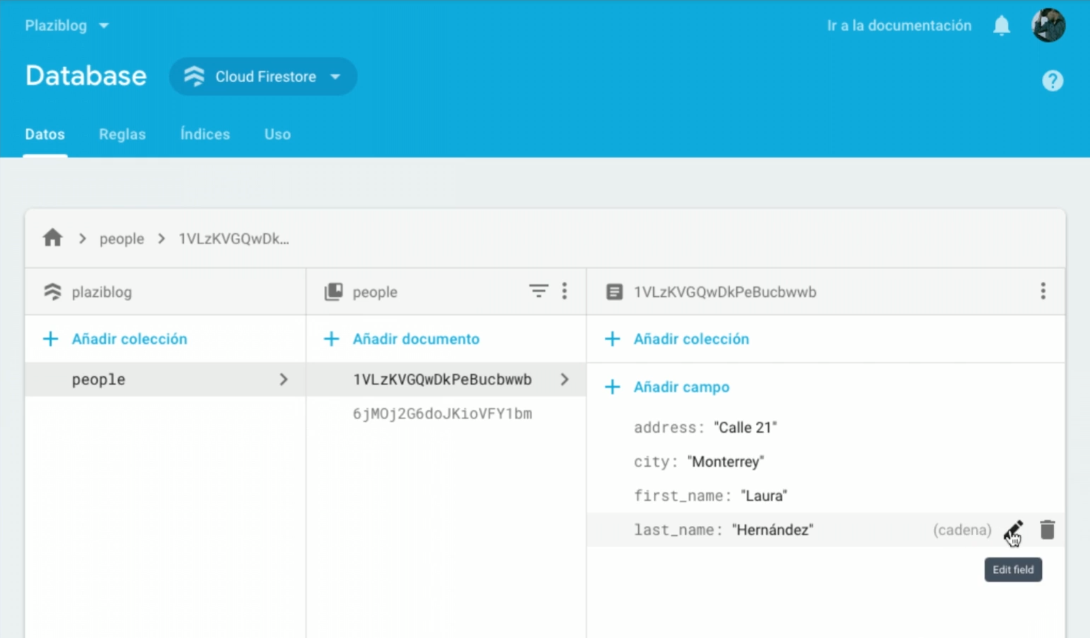 Plaziblog
Ir a la documentación
Database
Cloud Firestore
Datos Reglas Índices Uso
people 1VLzKVGQwDk...
plaziblog
people
1VLzKVGQwDkPeBucbwwb
Añadir colección
Añadir documento
Añadir colección
people
1VLzKVGQwDkPeBucbwwb
6jMOj2G6doJKioVFY1bm
Añadir campo
address: "Calle 21"
city: "Monterrey"
first_name: "Laura"
last_name: "Hernández" (cadena)
Edit field